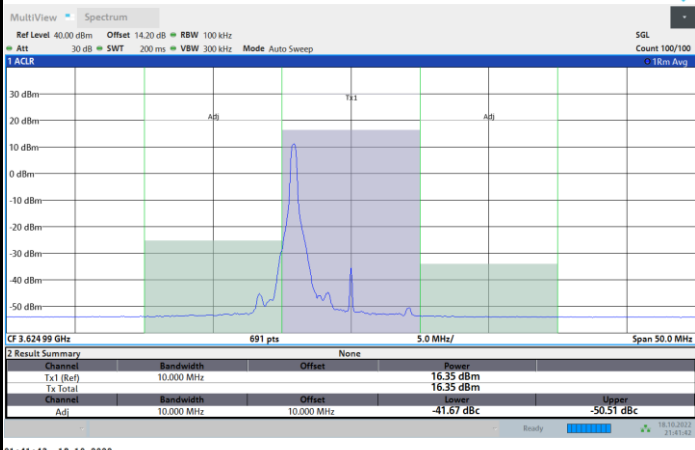 MultiView Spectrum
Ref Level 40.00 dBm Offset 14.20 dB RBW 100 kHz SGL
Att 30 dB SWT 200 ms VBW 300 kHz Mode Auto Sweep Count 100/100
1 ACLR 1Rm Avg
30 dBm
Tx1
20 dBm Adj Adj
10 dBm
0 dBm
-10 dBm
-20 dBm
-30 dBm
-40 dBm
-50 dBm
CF 3.624 99 GHz 691 pts 5.0 MHz/ Span 50.0 MHz
2 Result Summary None
Channel Bandwidth Offset Power
Tx1 (Ref) 10.000 MHz 16.35 dBm
Tx Total 16.35 dBm
Channel Bandwidth Offset Lower Upper
Adj 10.000 MHz 10.000 MHz -41.67 dBc -50.51 dBc
Ready 18.10.2022
21:41:42